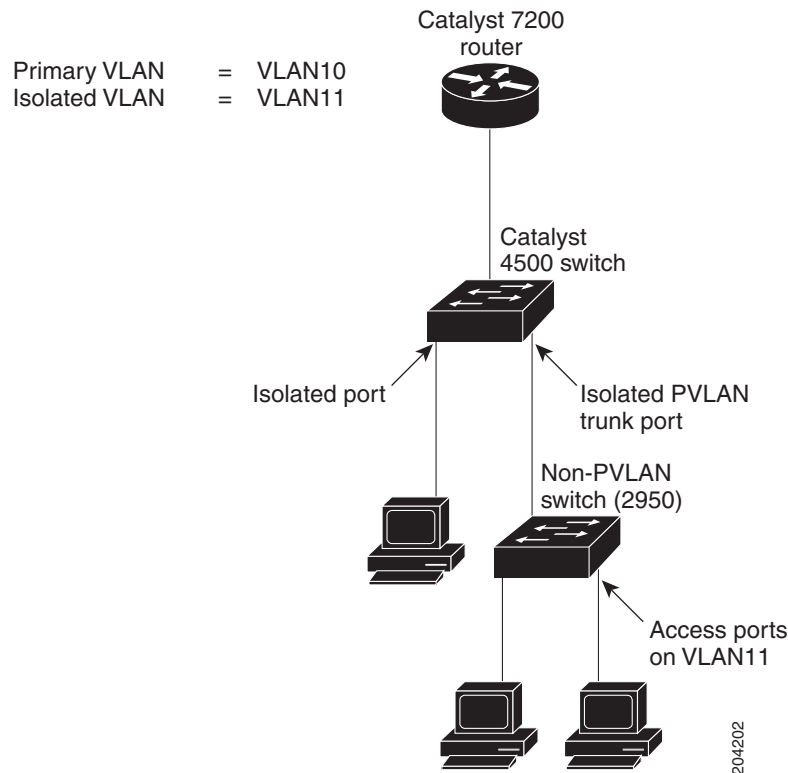 Catalyst 7200
router
Primary VLAN = VLAN10
Isolated VLAN = VLAN11
Catalyst
4500 switch
Isolated port
Isolated PVLAN
trunk port
Non-PVLAN
switch (2950)
Access ports
on VLAN11
204202